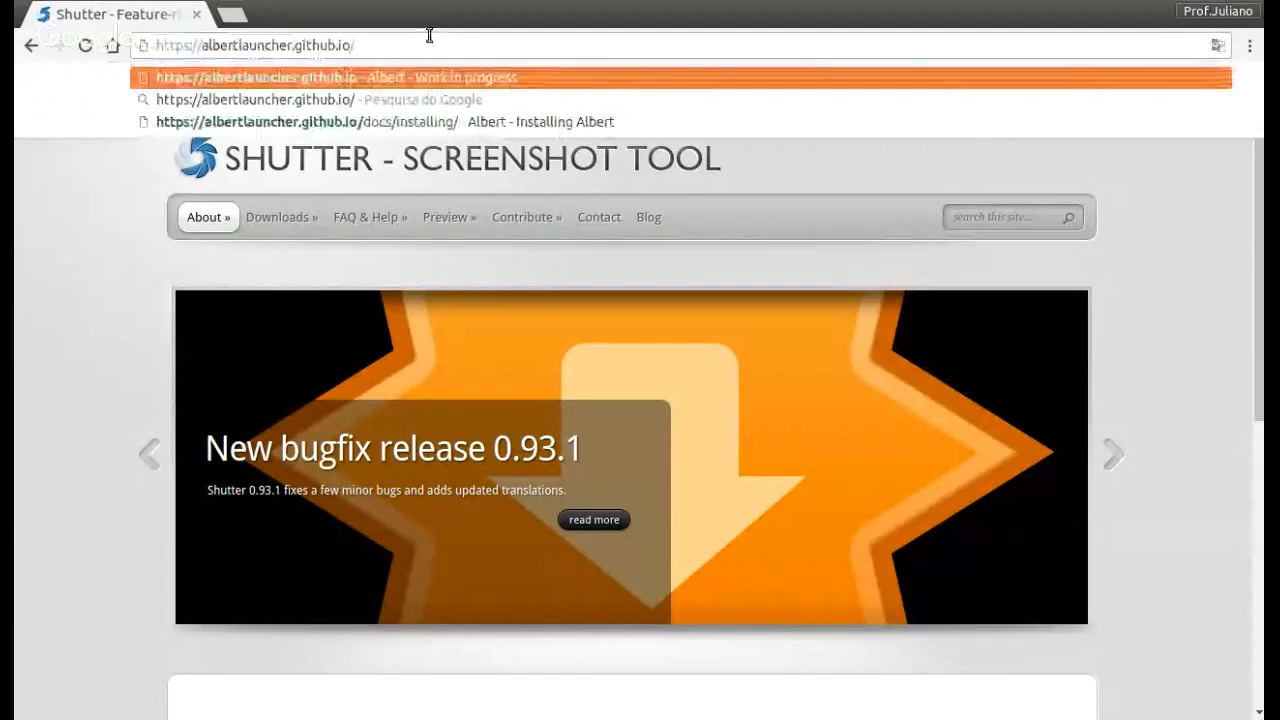 Shutter - Feature-ri
Prof.Juliano
Google
https://albertlauncher.github.io/
https://albertlauncher.github.io - Albert - Work in progress
https://albertlauncher.github.io/ - Pesquisa do Google
https://albertlauncher.github.io/docs/installing/ Albert - Installing Albert
SHUTTER - SCREENSHOT TOOL
About » Downloads » FAQ & Help » Preview » Contribute » Contact Blog search this site...
New bugfix release 0.93.1
Shutter 0.93.1 fixes a few minor bugs and adds updated translations.
read more